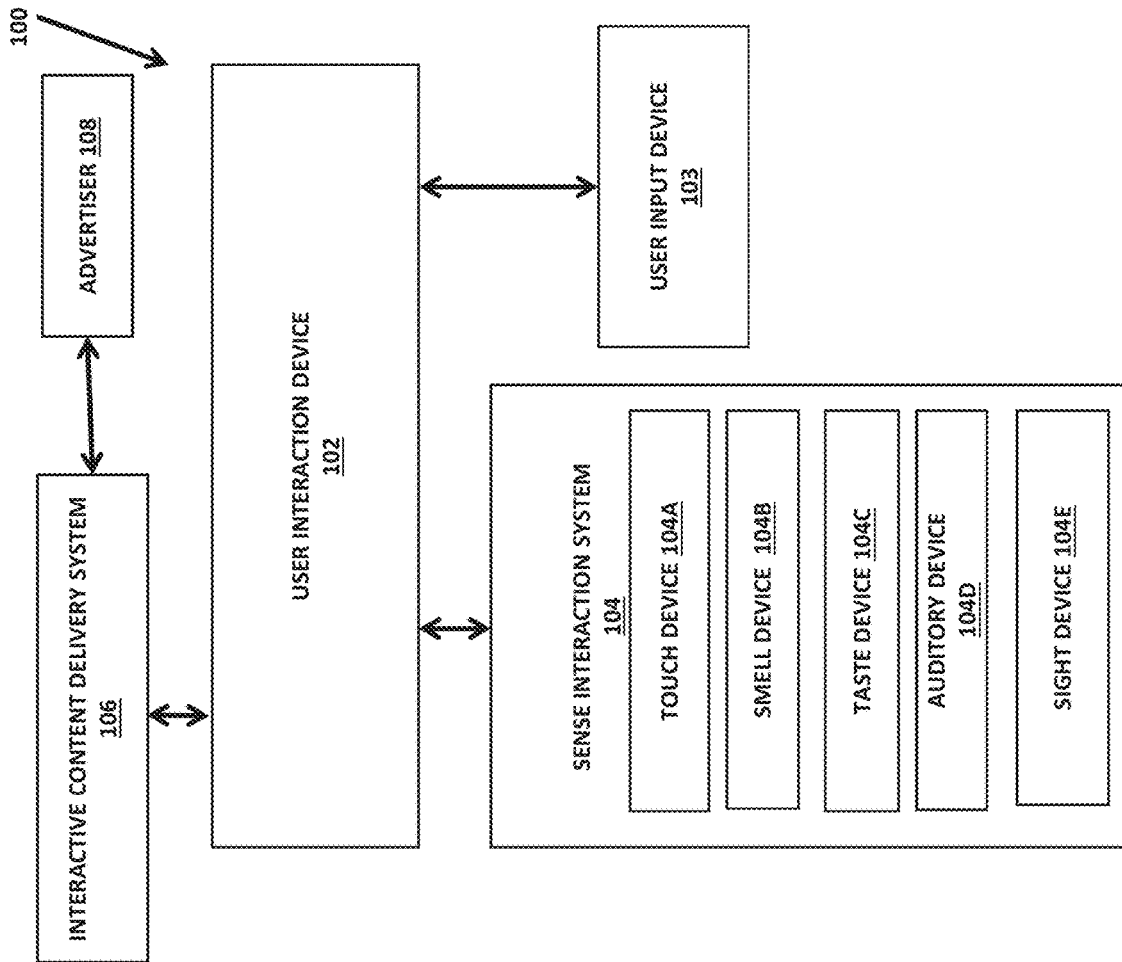 100
INTERACTIVE CONTENT DELIVERY SYSTEM
106
ADVERTISER 108
USER INTERACTION DEVICE
102
SENSE INTERACTION SYSTEM
104
TOUCH DEVICE 104A
SMELL DEVICE 104B
TASTE DEVICE 104C
AUDITORY DEVICE
104D
SIGHT DEVICE 104E
USER INPUT DEVICE
103